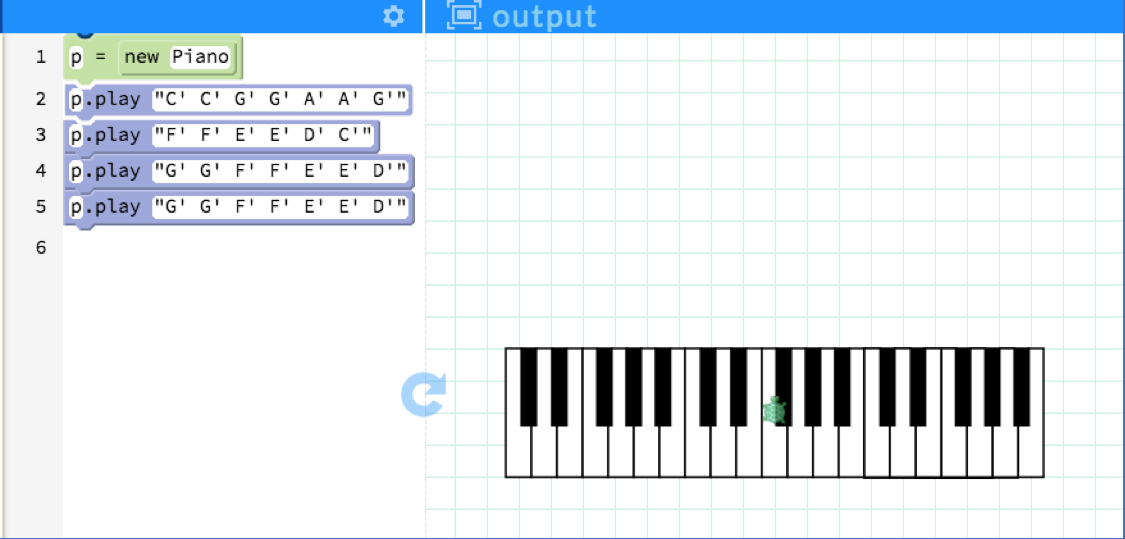 output
1 p = new Piano
2 p.play "C' C' G' G' A' A' G'"
3 p.play "F' F' E' E' D' C'"
4 p.play "G' G' F' F' E' E' D'"
5 p.play "G' G' F' F' E' E' D'"
6